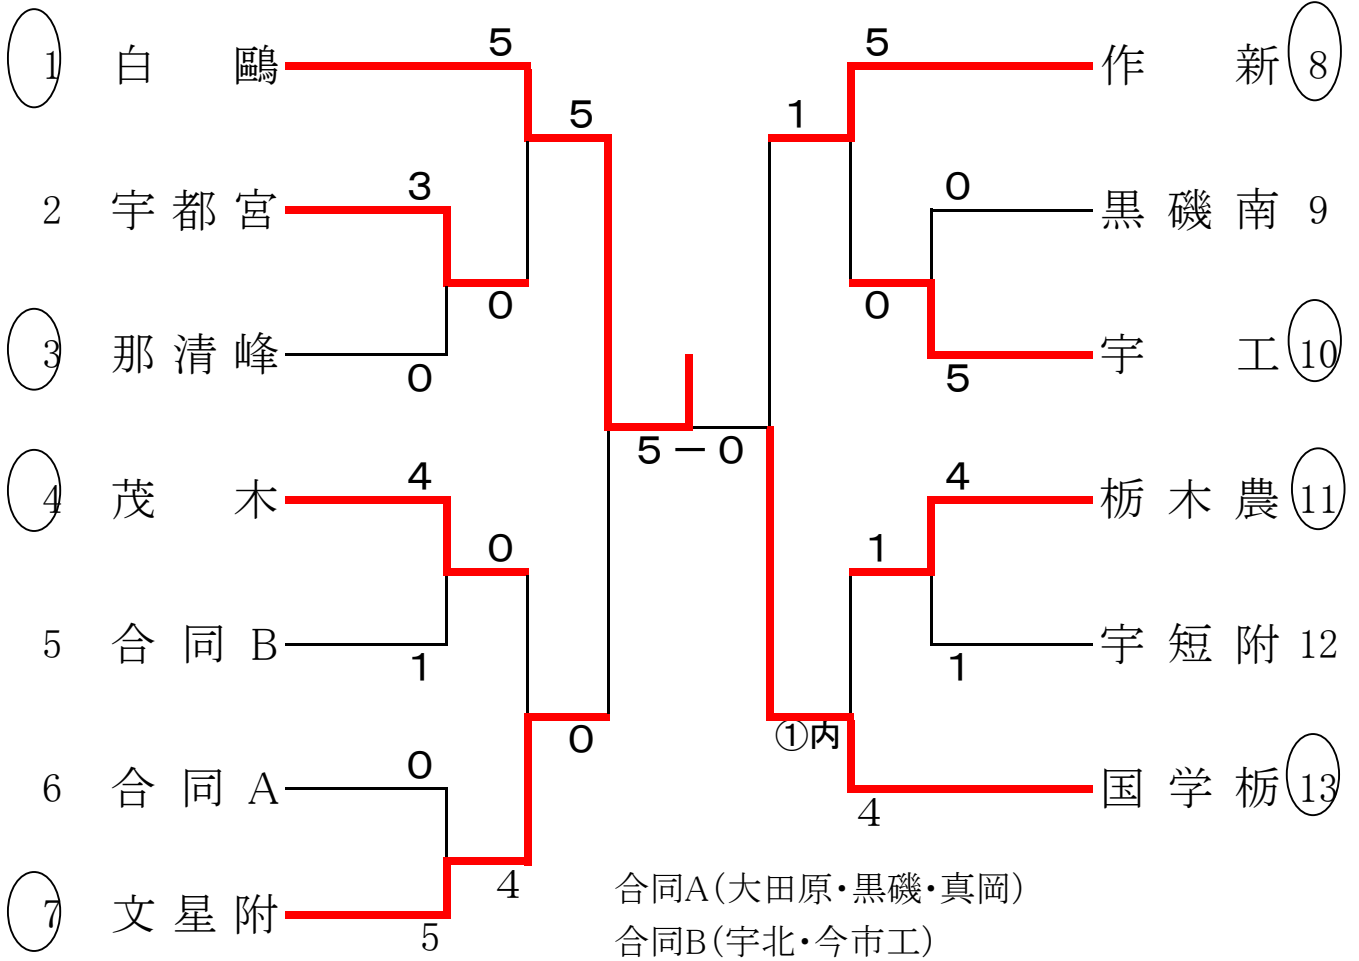 5 5
1 白鷗 作新 8
5 1
3 0
2 宇都宮 黒磯南 9
0 0
3 那清峰 宇工 10
0 5
5－0
4 4
4 茂木 栃木農 11
0 1
5 合同B 宇短附 12
1 1
0 ①内
0
6 合同A 国学栃 13
4
4
合同A(大田原・黒磯・真岡)
7 文星附
5
合同B(宇北・今市工)